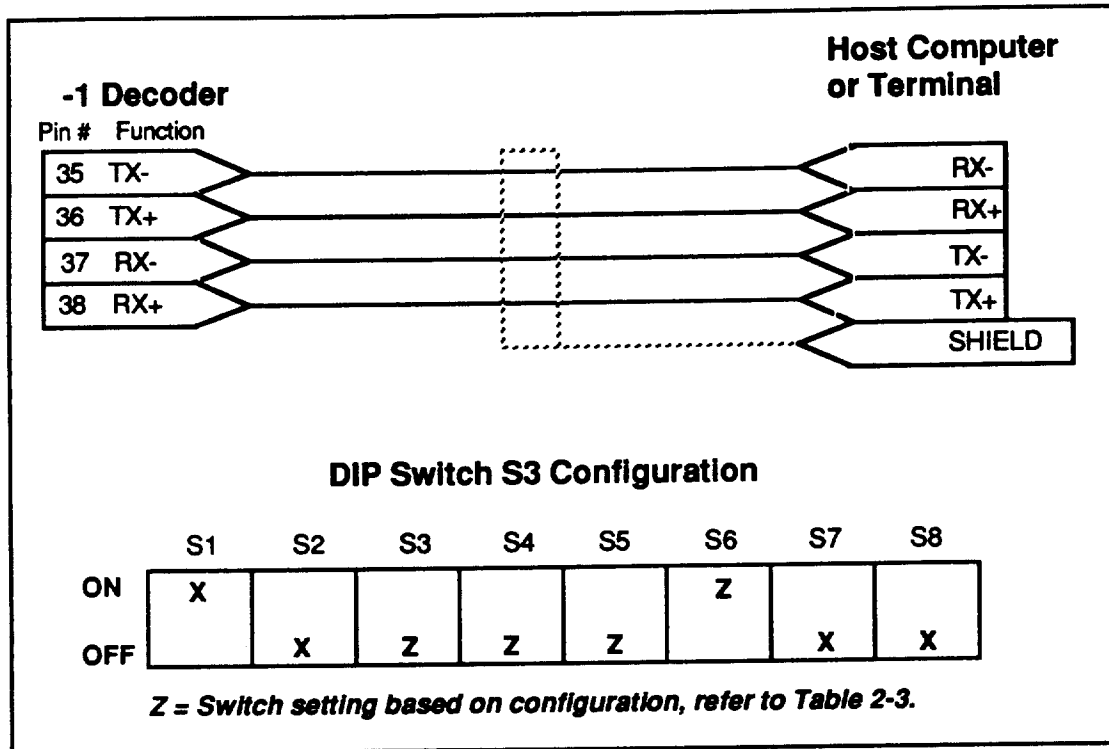 Host Computer
or Terminal
-1 Decoder
Pin # Function
35 TX- RX-
36 TX+ RX+
37 RX- TX-
38 RX+ TX+
SHIELD
DIP Switch S3 Configuration
S1 S2 S3 S4 S5 S6 S7 S8
ON X Z
OFF X Z Z Z X X
Z = Switch setting based on configuration, refer to Table 2-3.